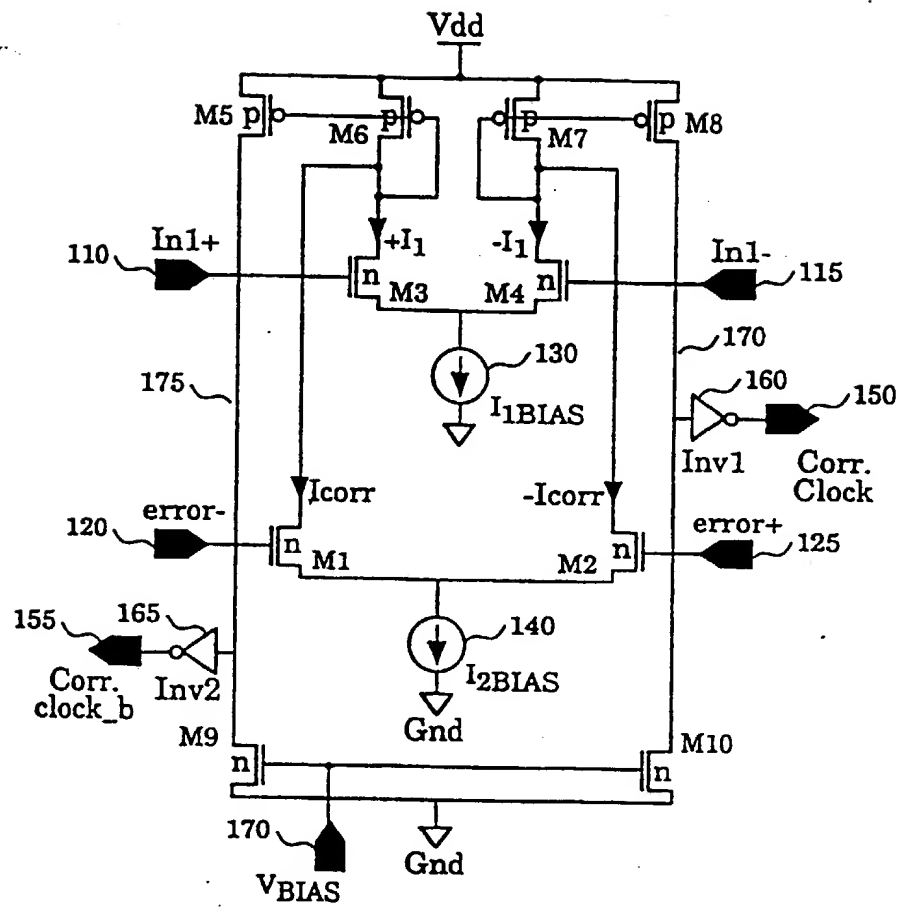 Vdd
M5 p p p p M8
M6 M7
In1+ +I1 -I1 In1-
110 n n 115
M3 M4
130 170
175 160
I1BIAS 150
Inv1 Corr.
Clock
Icorr -Icorr
error- error+
120 n n 125
M1 M2
165 140
155
Corr. Inv2 I2BIAS
clock_b Gnd
M9 M10
n n
170 Gnd
VBIAS